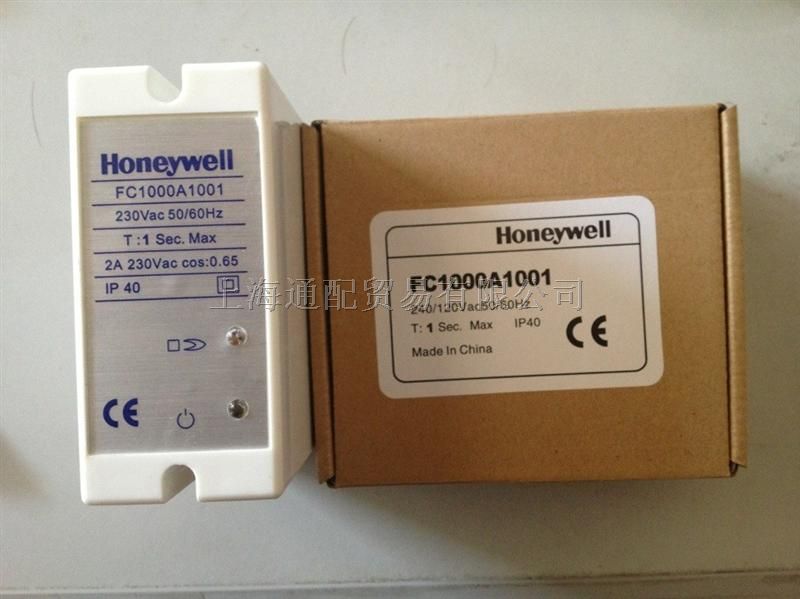 Honeywell
FC1000A1001
230Vac 50/60Hz
T :1 Sec. Max
2A 230Vac cos:0.65
IP 40
CE
Honeywell
FC1000A1001
240/120Vac50/60Hz
T: 1 Sec. Max IP40
CE
Made In China
上海通配贸易有限公司